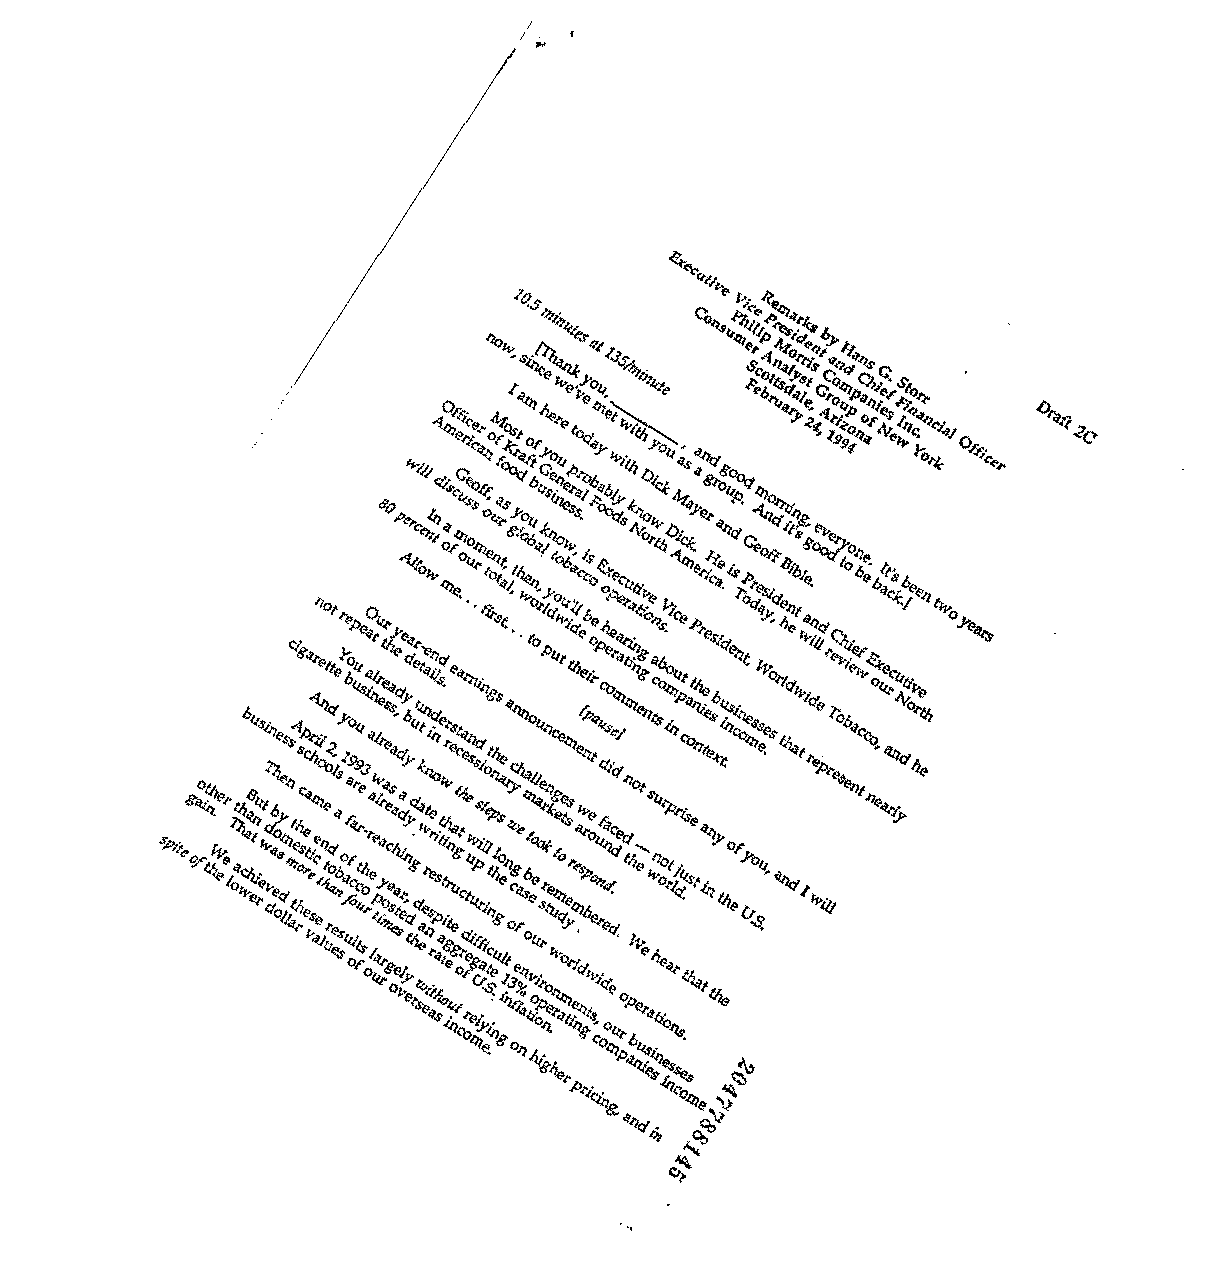 Draft 2C
Remarks by Hans G. Storr
Executive Vice President and Chief Financial Officer
Philip Morris Companies Inc.
Consumer Analyst Group of New York
Scottsdale, Arizona
February 24, 1994
10.5 minutes at 135/minute
[Thank you, __________, and good morning, everyone. It's been two years
now, since we've met with you as a group. And it's good to be back.]
I am here today with Dick Mayer and Geoff Bible.
Most of you probably know Dick. He is President and Chief Executive
Officer of Kraft General Foods North America. Today, he will review our North
American food business.
Geoff, as you know, is Executive Vice President, Worldwide Tobacco, and he
will discuss our global tobacco operations.
In a moment, than, you'll be hearing about the businesses that represent nearly
80 percent of our total, worldwide operating companies income.
Allow me. . . first. . . to put their comments in context.
[pause]
Our year-end earnings announcement did not surprise any of you, and I will
not repeat the details.
You already understand the challenges we faced — not just in the U.S.
cigarette business, but in recessionary markets around the world.
And you already know the steps we took to respond.
April 2, 1993 was a date that will long be remembered. We hear that the
business schools are already writing up the case study.
Then came a far-reaching restructuring of our worldwide operations.
But by the end of the year, despite difficult environments, our businesses
other than domestic tobacco posted an aggregate 13% operating companies income
gain. That was more than four times the rate of U.S. inflation.
We achieved these results largely without relying on higher pricing, and in
spite of the lower dollar values of our overseas income.
2047788145